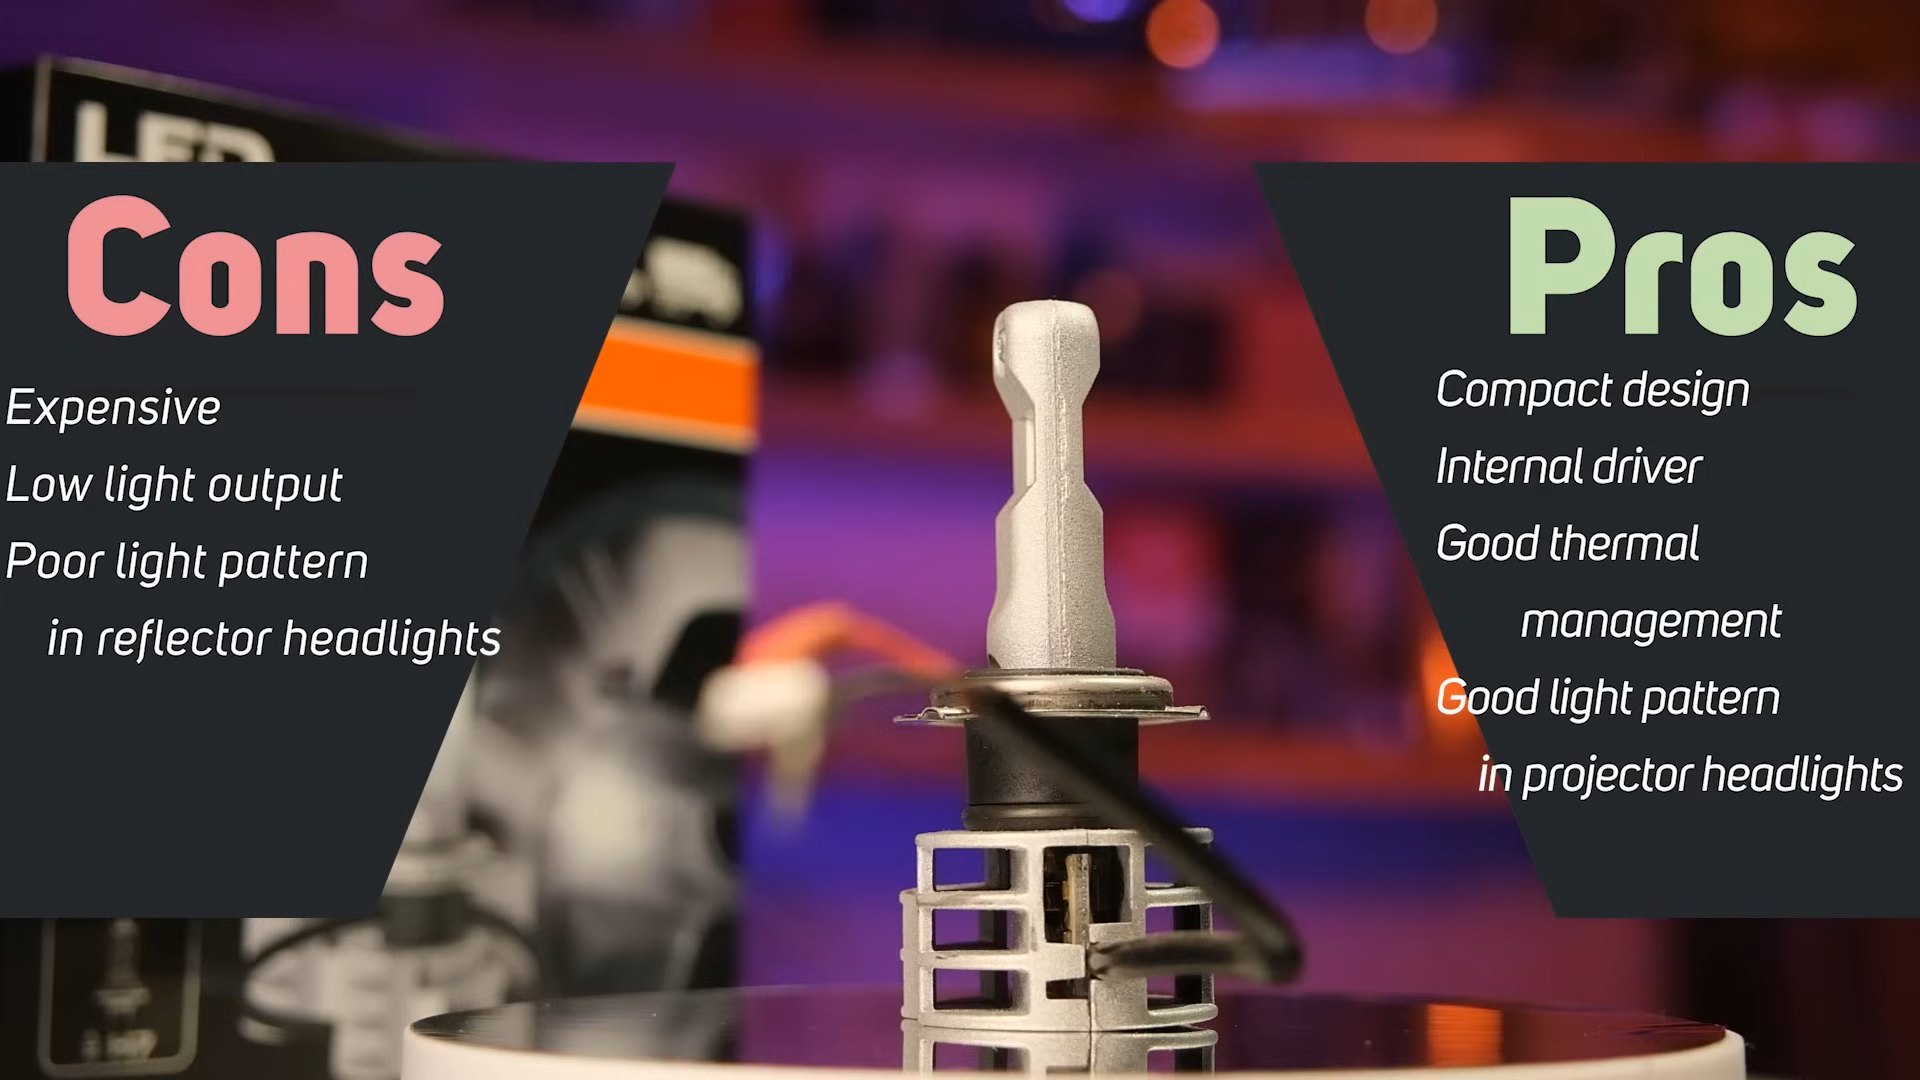 LED
Cons
Expensive
Low light output
Poor light pattern
in reflector headlights
Pros
Compact design
Internal driver
Good thermal
management
Good light pattern
in projector headlights